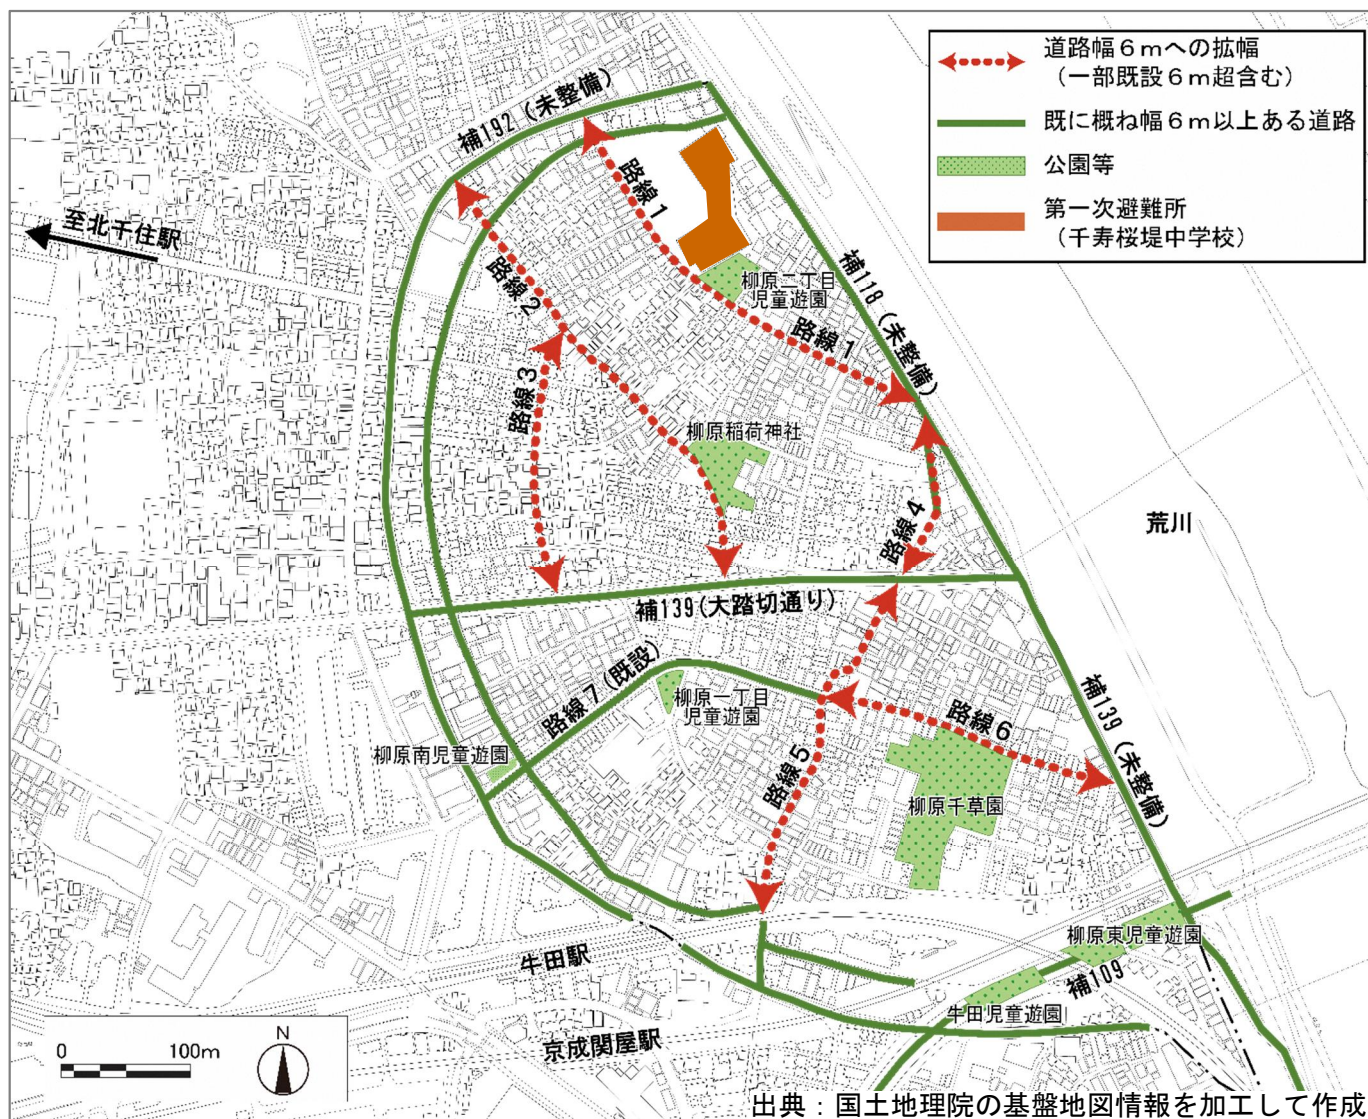 道路幅６ｍへの拡幅
（一部既設６ｍ超含む）
既に概ね幅６ｍ以上ある道路
公園等
第一次避難所
（千寿桜堤中学校）
補192（未整備）
路線１
至北千住駅
路線２
柳原二丁目
児童遊園
補118（未整備）
路線１
路線３
柳原稲荷神社
路線４
荒川
補139(大踏切通り)
路線７(既設)
柳原一丁目
児童遊園
柳原南児童遊園
路線５
路線６
補139（未整備）
柳原千草園
柳原東児童遊園
補109
牛田駅
牛田児童遊園
京成関屋駅
0 100m
N
出典：国土地理院の基盤地図情報を加工して作成